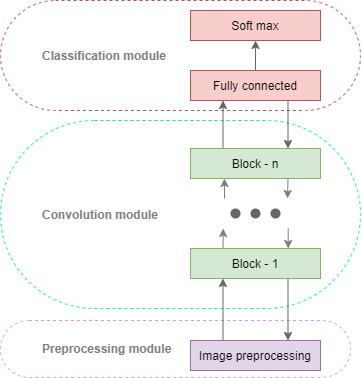 Soft max
Classification module
Fully connected
Block - n
Convolution module
Block - 1
Preprocessing module
Image preprocessing